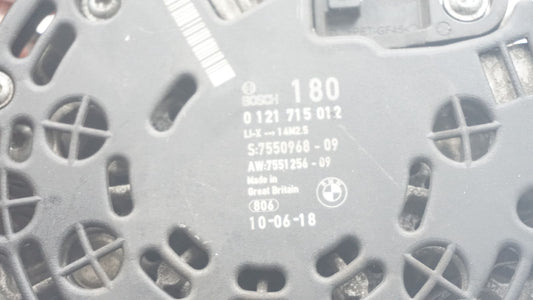 BOSCH 180
0 121 715 012
LI-X --- 14M2.5
S:7550968-09
AW:7551256-09
Made in
Great Britain
806
10-06-18